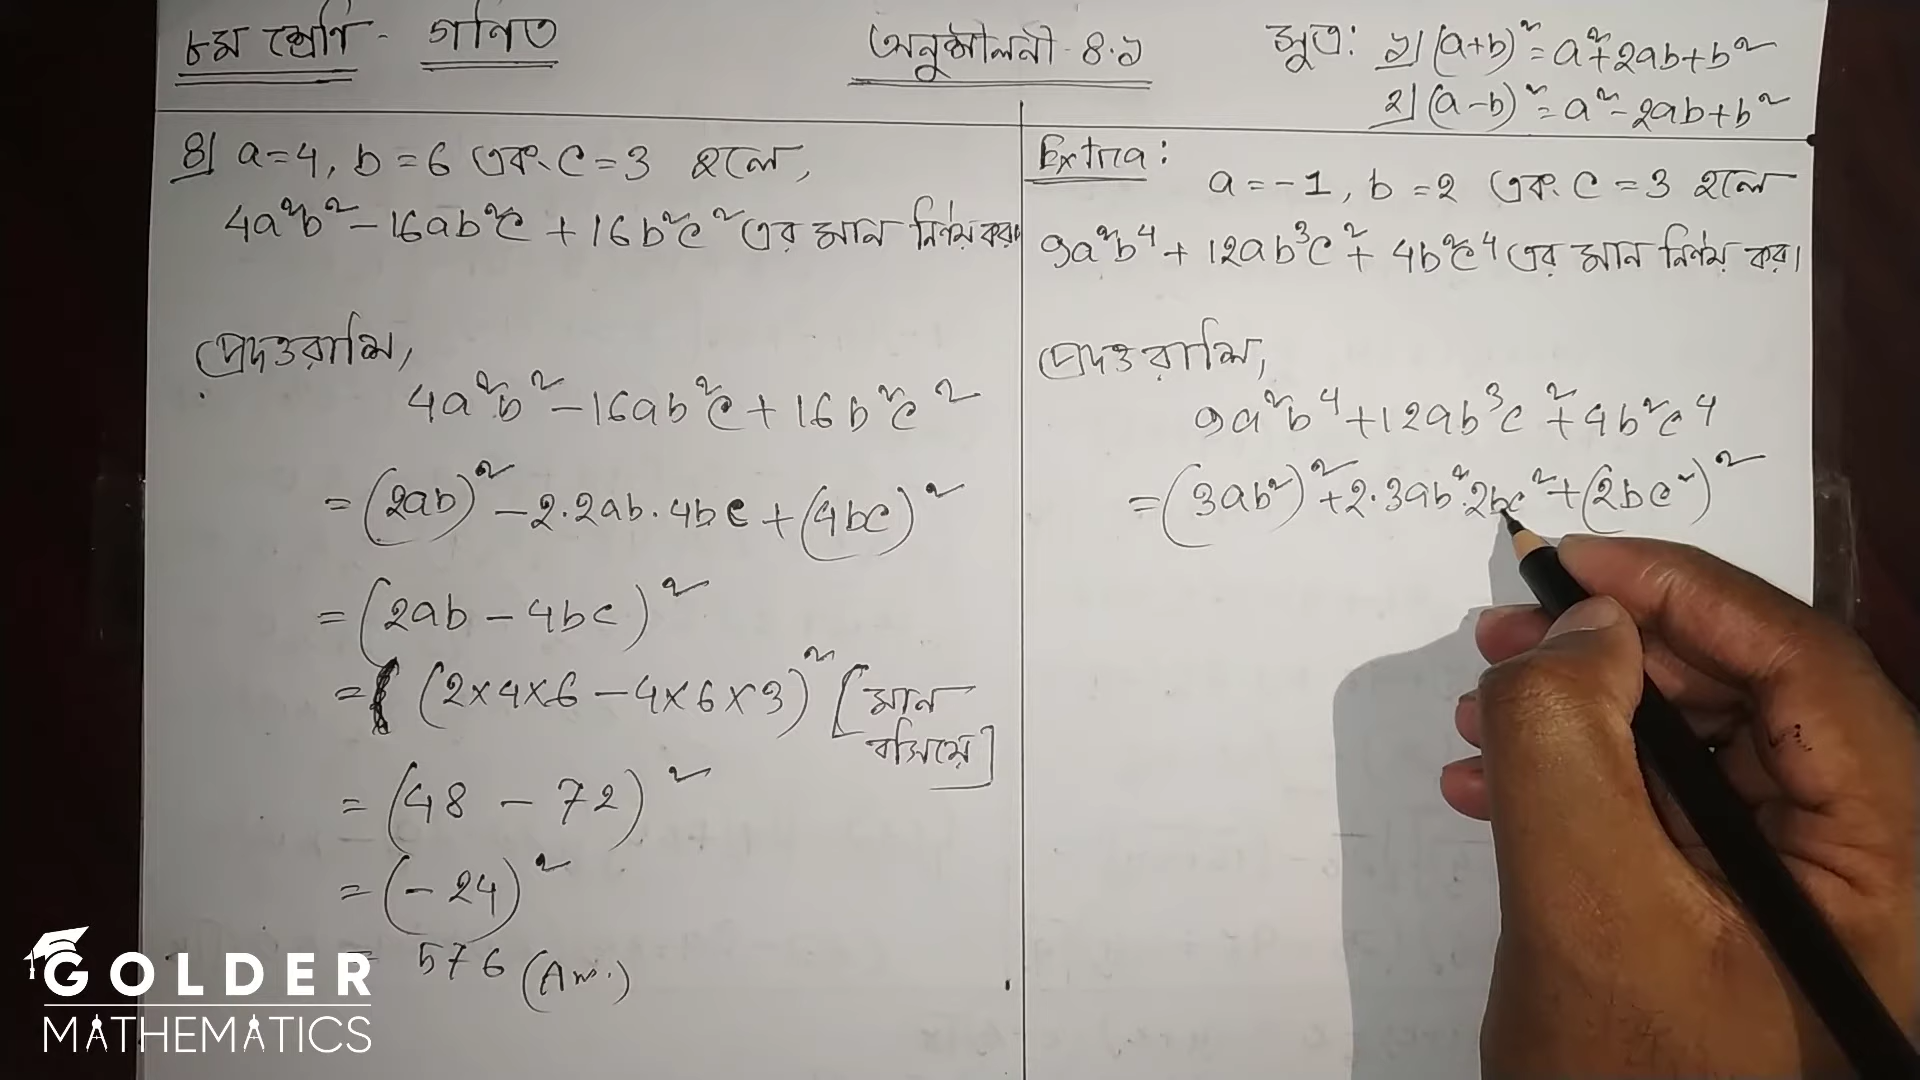 ৮ম শ্রেণি - গনিত
অনুশীলনী - ৪.১
সূত্র: ১। (a+b)² = a²+2ab+b²
২। (a-b)² = a²-2ab+b²
৪। a=4, b=6 এবং c=3 হলে,
4a²b² - 16ab²c + 16b²c² এর মান নির্ণয় কর।
প্রদত্তরাশি,
4a²b² - 16ab²c + 16b²c²
= (2ab)² - 2.2ab.4bc + (4bc)²
= (2ab - 4bc)²
= (2×4×6 - 4×6×3)² [মান বসিয়ে]
= (48 - 72)²
= (-24)²
= 576 (Ans.)
Extra:
a = -1, b = 2 এবং c = 3 হলে
9a²b⁴ + 12ab³c² + 4b²c⁴ এর মান নির্ণয় কর।
প্রদত্তরাশি,
9a²b⁴ + 12ab³c² + 4b²c⁴
= (3ab²)² + 2.3ab².2bc² + (2bc²)²
GOLDER
MATHEMATICS